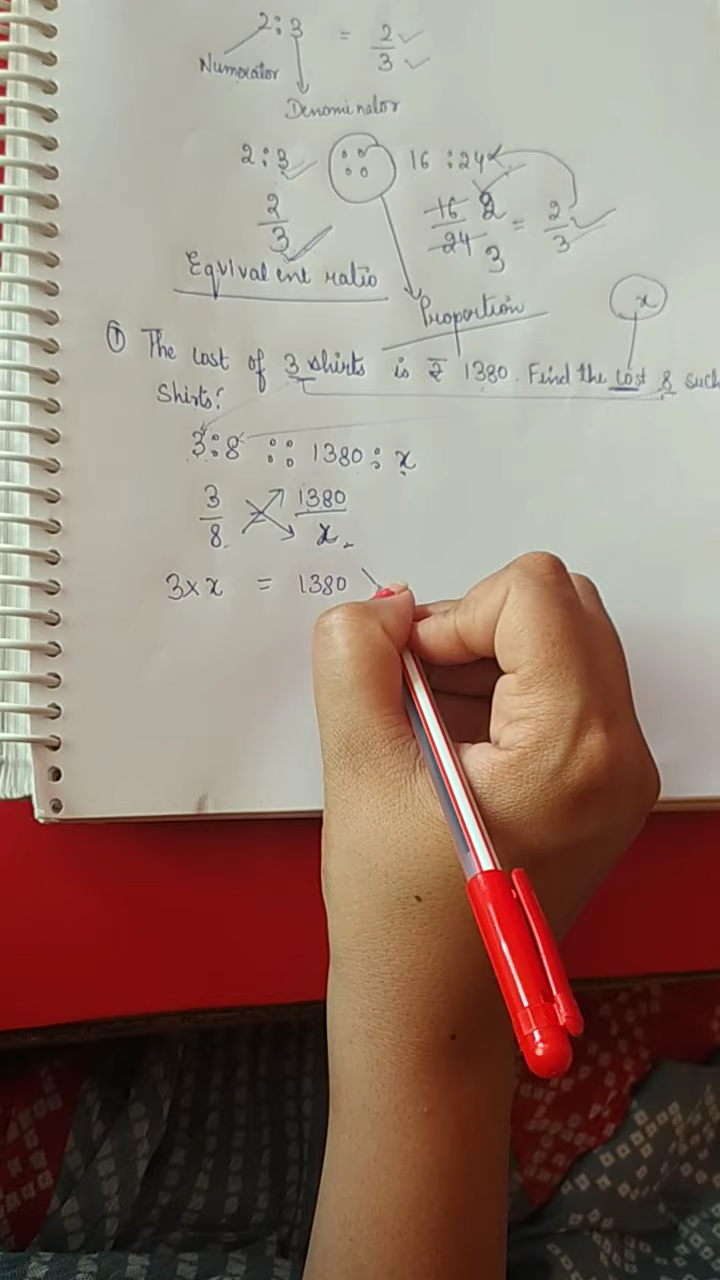 2:3 = 2/3
Numerator
Denominator
2:3 :: 16:24
2/3 16/24 2/3 = 2/3
Equivalent ratio
Proportion
x
① The cost of 3 shirts is ₹ 1380. Find the cost 8 such
shirts?
3:8 :: 1380 : x
3/8 1380/x
3 × x = 1380